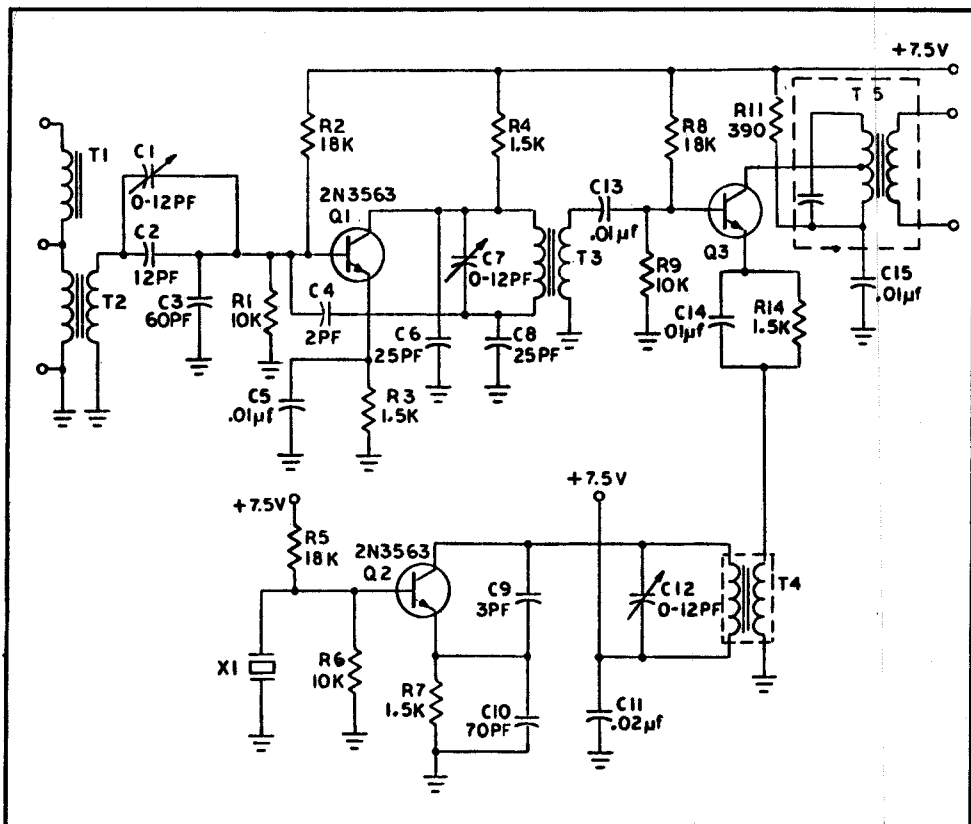 +7.5V
T1
C1
0-12PF
C2
12PF
T2
C3
60PF
R1
10K
R2
18K
2N3563
Q1
C4
2PF
C5
.01µf
R3
1.5K
R4
1.5K
C6
25PF
C7
0-12PF
C8
25PF
T3
C13
.01µf
R8
18K
R9
10K
Q3
R11
390
T 5
C14
.01µf
R14
1.5K
C15
.01µf
+7.5V
R5
18K
2N3563
Q2
X1
R6
10K
R7
1.5K
C9
3PF
C10
70PF
+7.5V
C11
.02µf
C12
0-12PF
T4